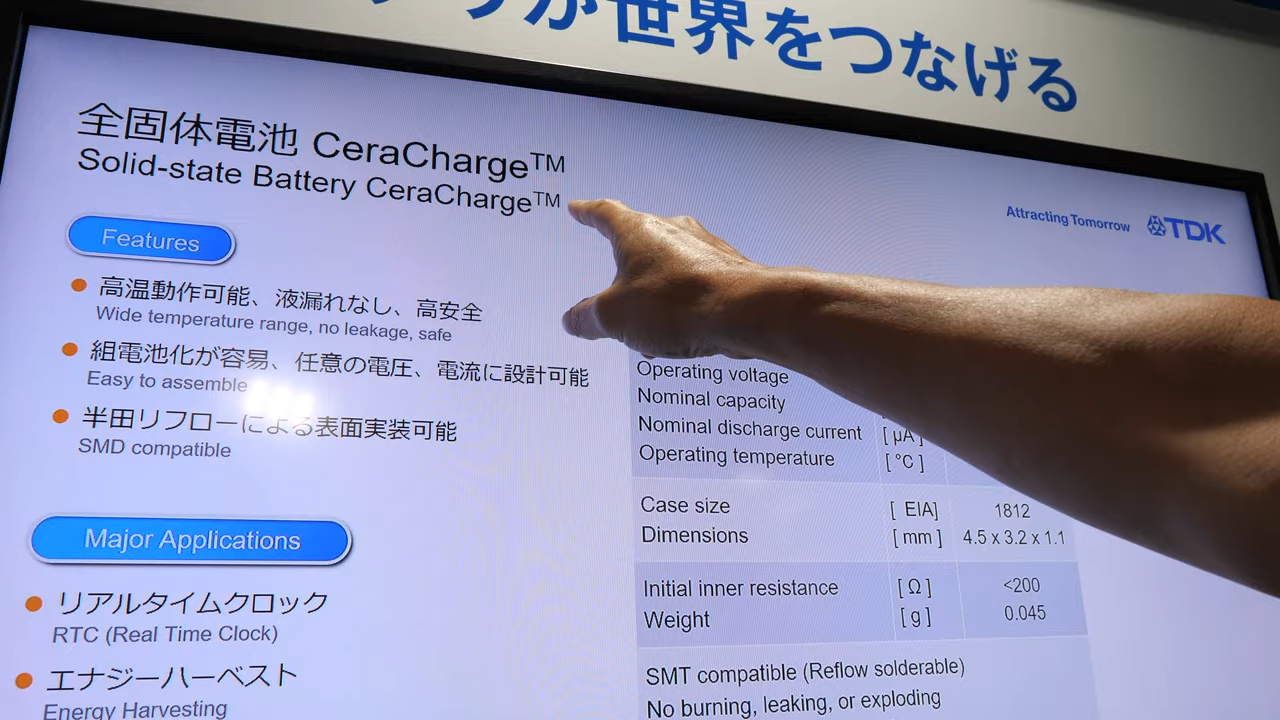 が世界をつなげる
全固体電池 CeraCharge™
Solid-state Battery CeraCharge™
Attracting Tomorrow TDK
Features
高温動作可能、液漏れなし、高安全
Wide temperature range, no leakage, safe
組電池化が容易、任意の電圧、電流に設計可能
Easy to assemble
半田リフローによる表面実装可能
SMD compatible
Major Applications
リアルタイムクロック
RTC (Real Time Clock)
エナジーハーベスト
Energy Harvesting
Operating voltage
Nominal capacity
Nominal discharge current [ μA ]
Operating temperature [ °C ]
Case size [ EIA] 1812
Dimensions [ mm ] 4.5 x 3.2 x 1.1
Initial inner resistance [ Ω ] <200
Weight [ g ] 0.045
SMT compatible (Reflow solderable)
No burning, leaking, or exploding